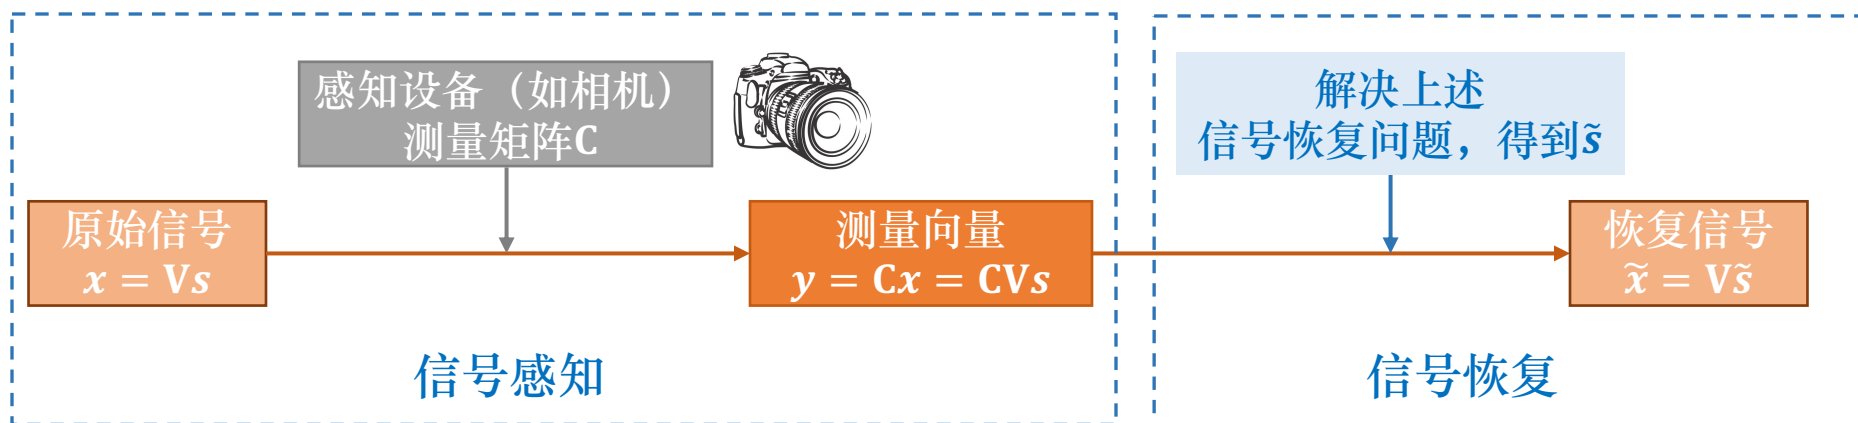 感知设备（如相机）
测量矩阵C
解决上述
信号恢复问题，得到s̃
原始信号
x = Vs
测量向量
y = Cx = CVs
恢复信号
x̃ = Vs̃
信号感知
信号恢复